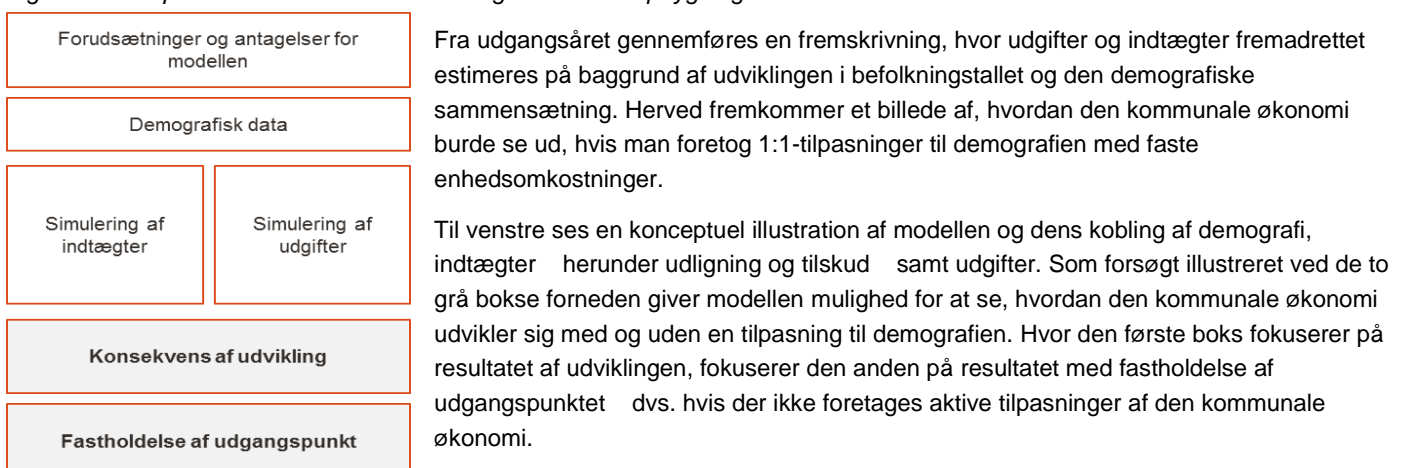 Forudsætninger og antagelser for
modellen
Demografisk data
Simulering af
indtægter
Simulering af
udgifter
Konsekvens af udvikling
Fastholdelse af udgangspunkt
Fra udgangsåret gennemføres en fremskrivning, hvor udgifter og indtægter fremadrettet
estimeres på baggrund af udviklingen i befolkningstallet og den demografiske
sammensætning. Herved fremkommer et billede af, hvordan den kommunale økonomi
burde se ud, hvis man foretog 1:1-tilpasninger til demografien med faste
enhedsomkostninger.
Til venstre ses en konceptuel illustration af modellen og dens kobling af demografi,
indtægter herunder udligning og tilskud samt udgifter. Som forsøgt illustreret ved de to
grå bokse forneden giver modellen mulighed for at se, hvordan den kommunale økonomi
udvikler sig med og uden en tilpasning til demografien. Hvor den første boks fokuserer på
resultatet af udviklingen, fokuserer den anden på resultatet med fastholdelse af
udgangspunktet dvs. hvis der ikke foretages aktive tilpasninger af den kommunale
økonomi.